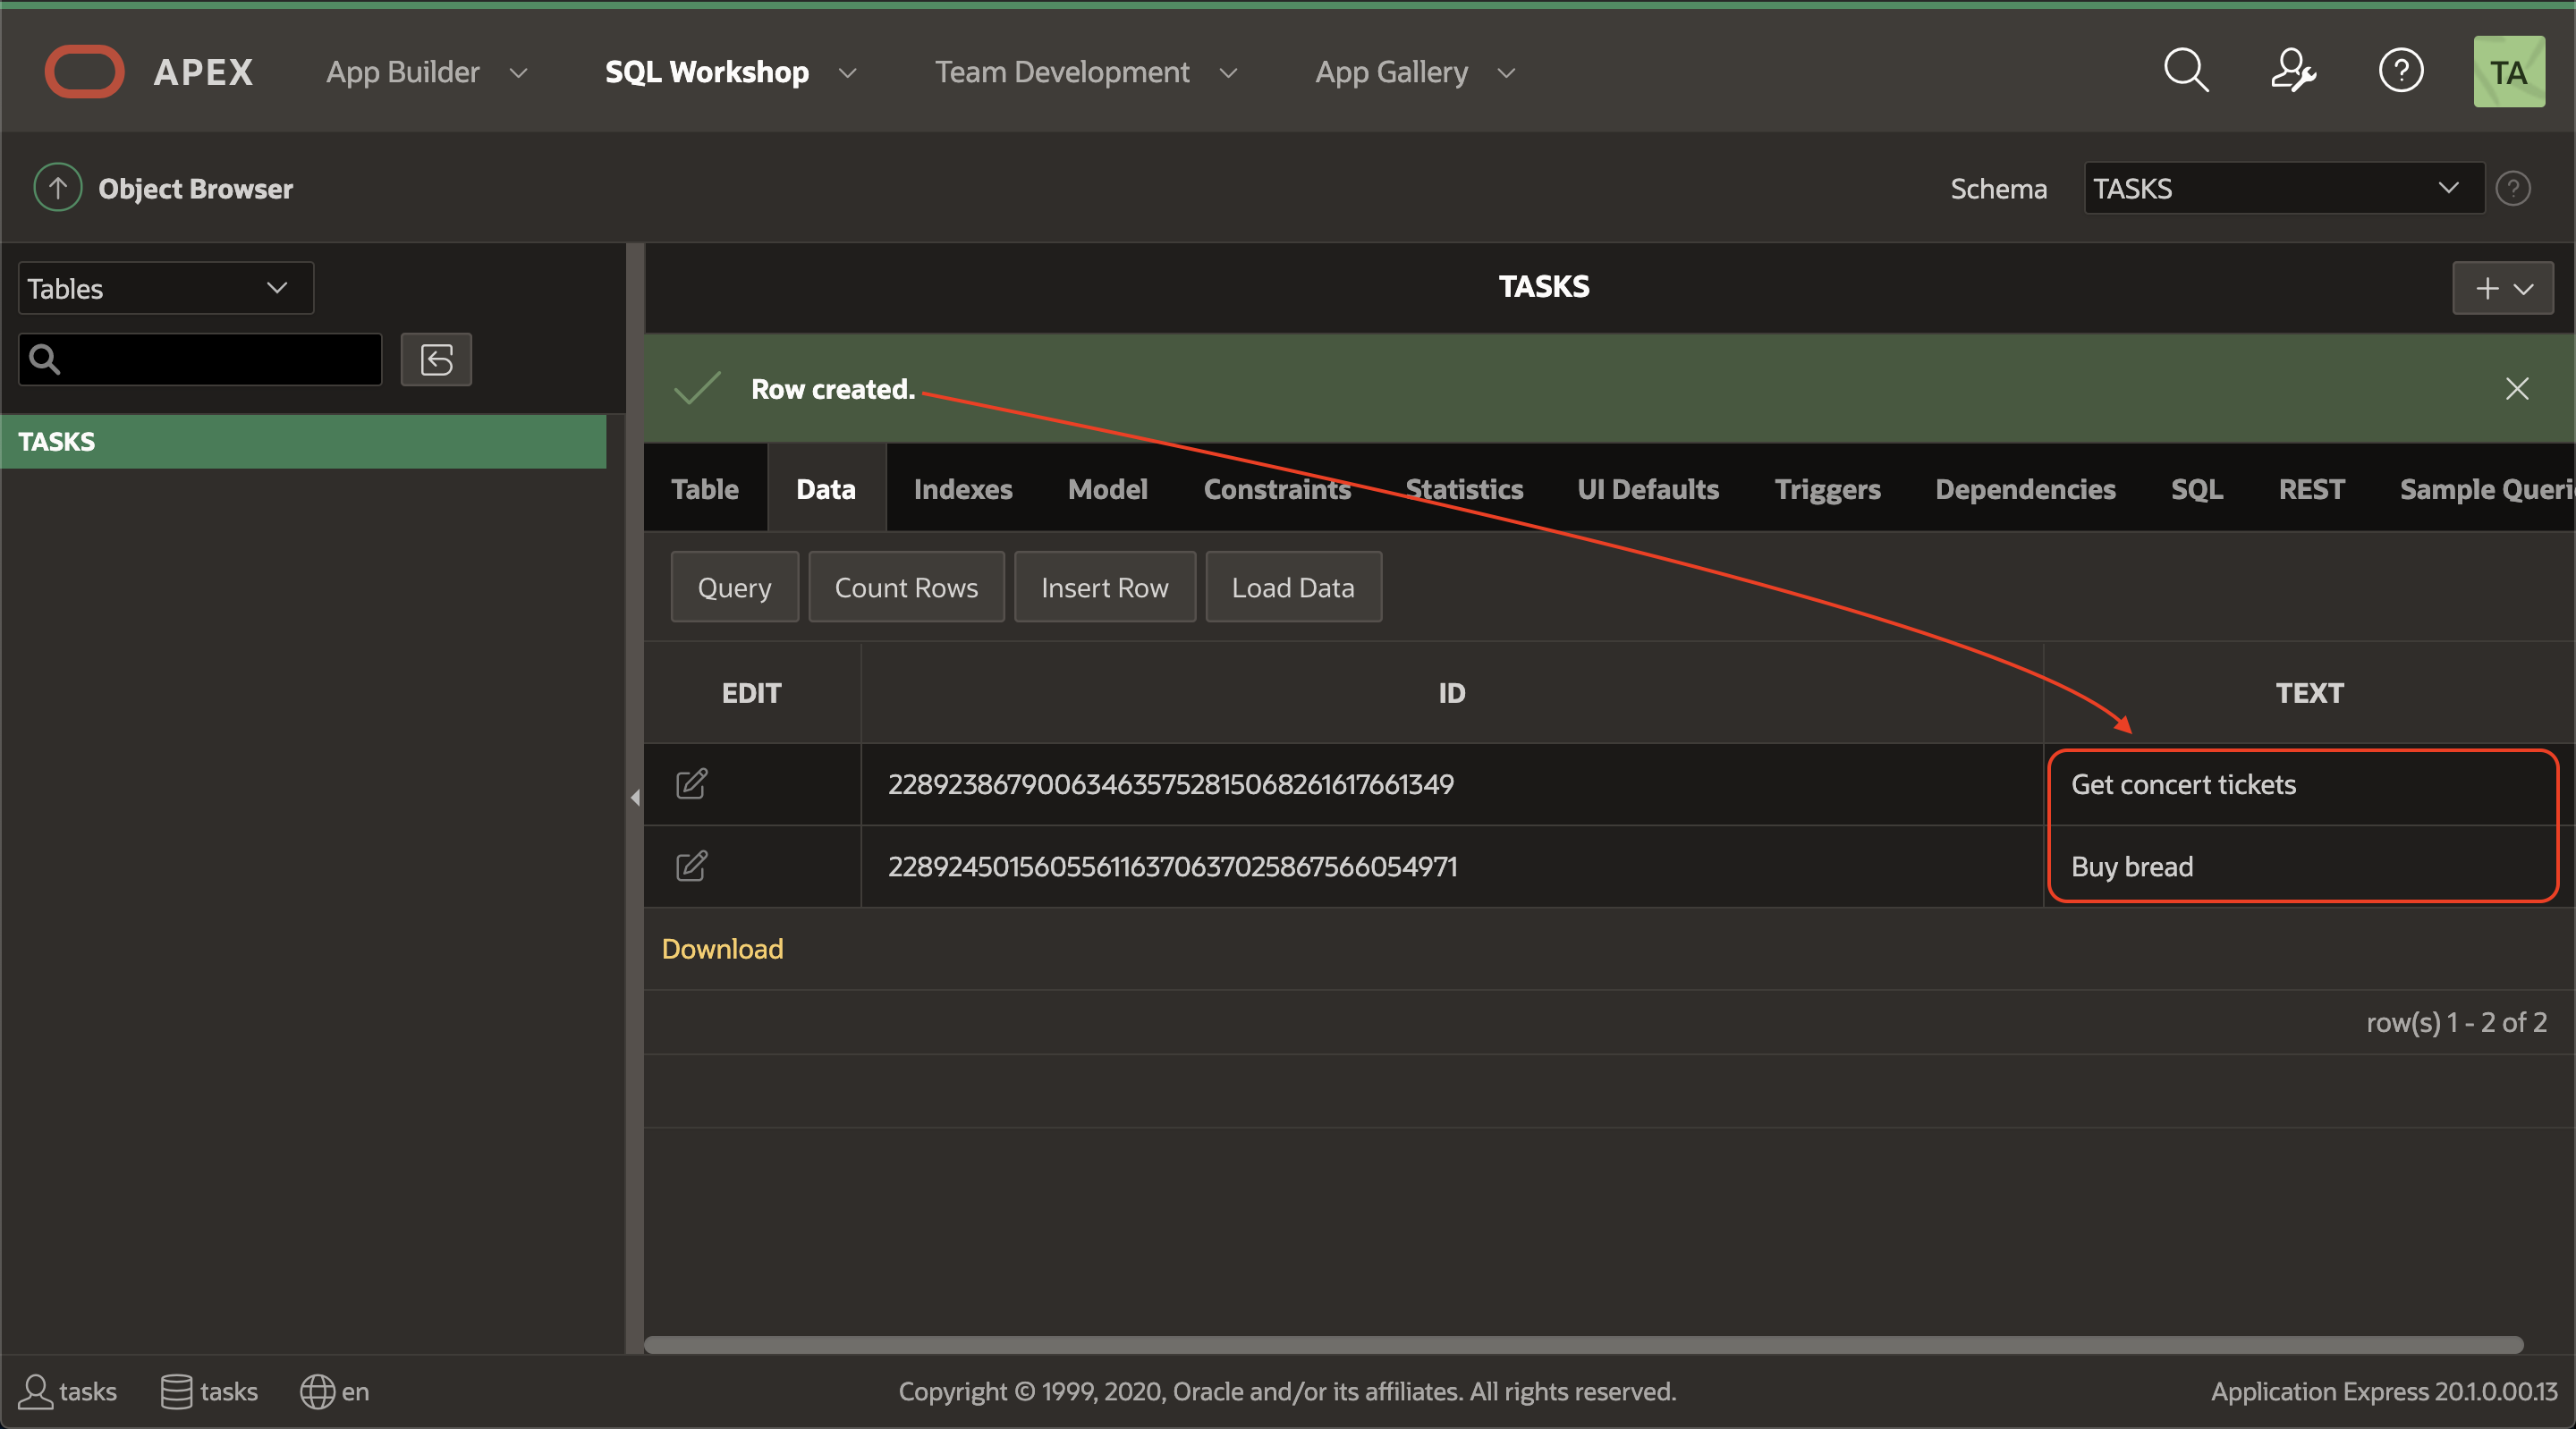 APEX App Builder SQL Workshop Team Development App Gallery TA
Object Browser Schema TASKS
Tables
TASKS
TASKS
Row created.
Table Data Indexes Model Constraints Statistics UI Defaults Triggers Dependencies SQL REST Sample Queri
Query Count Rows Insert Row Load Data
EDIT ID TEXT
228923867900634635752815068261617661349 Get concert tickets
228924501560556116370637025867566054971 Buy bread
Download
row(s) 1 - 2 of 2
tasks tasks en Copyright © 1999, 2020, Oracle and/or its affiliates. All rights reserved. Application Express 20.1.0.00.13